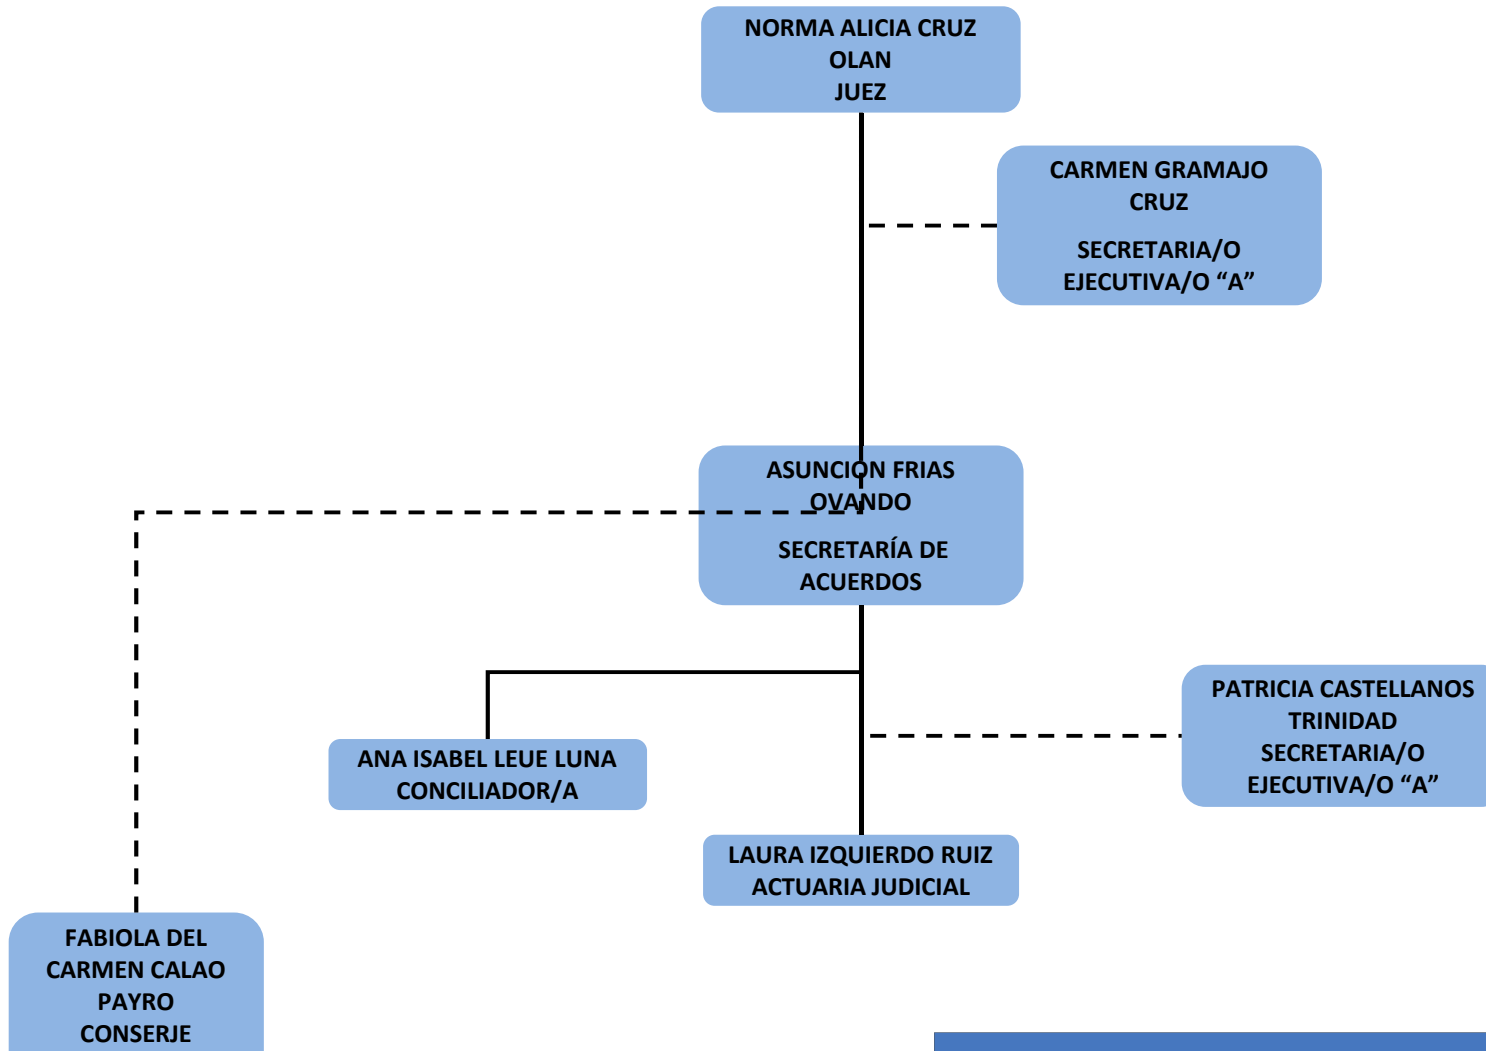 NORMA ALICIA CRUZ
OLAN
JUEZ
CARMEN GRAMAJO
CRUZ
SECRETARIA/O
EJECUTIVA/O “A”
ASUNCION FRIAS
OVANDO
SECRETARÍA DE
ACUERDOS
PATRICIA CASTELLANOS
TRINIDAD
SECRETARIA/O
EJECUTIVA/O “A”
ANA ISABEL LEUE LUNA
CONCILIADOR/A
LAURA IZQUIERDO RUIZ
ACTUARIA JUDICIAL
FABIOLA DEL
CARMEN CALAO
PAYRO
CONSERJE